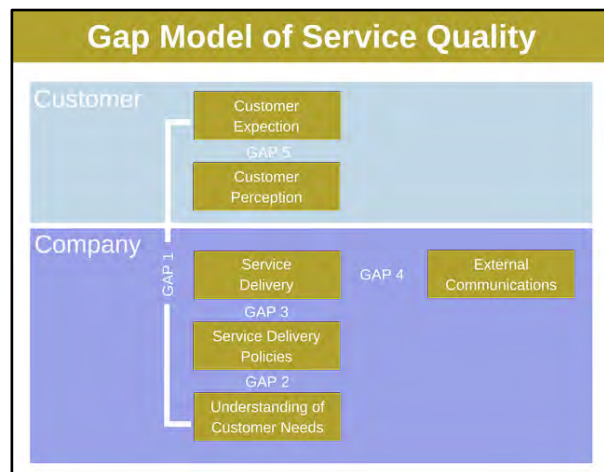 Gap Model of Service Quality
Customer
Customer
Expection
GAP 5
Customer
Perception
Company
GAP 1
Service
Delivery
GAP 4
External
Communications
GAP 3
Service Delivery
Policies
GAP 2
Understanding of
Customer Needs